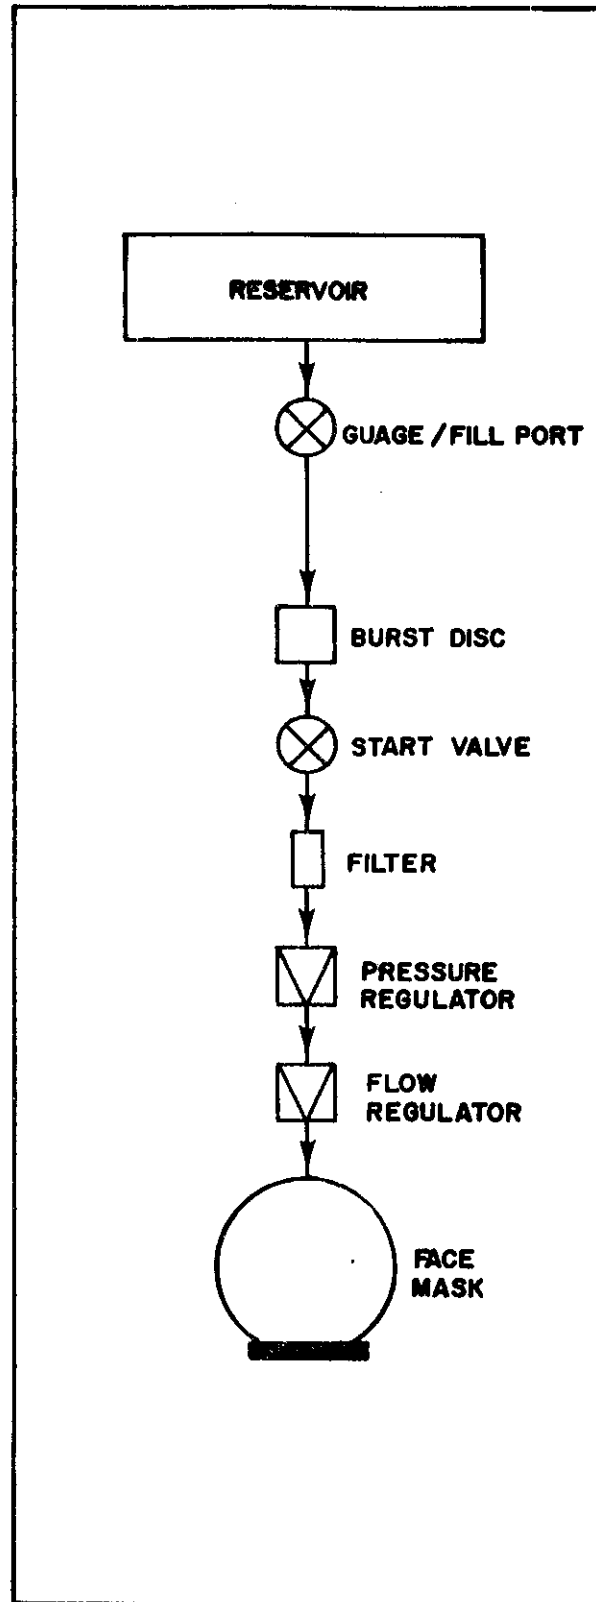 RESERVOIR
GUAGE/FILL PORT
BURST DISC
START VALVE
FILTER
PRESSURE
REGULATOR
FLOW
REGULATOR
FACE
MASK